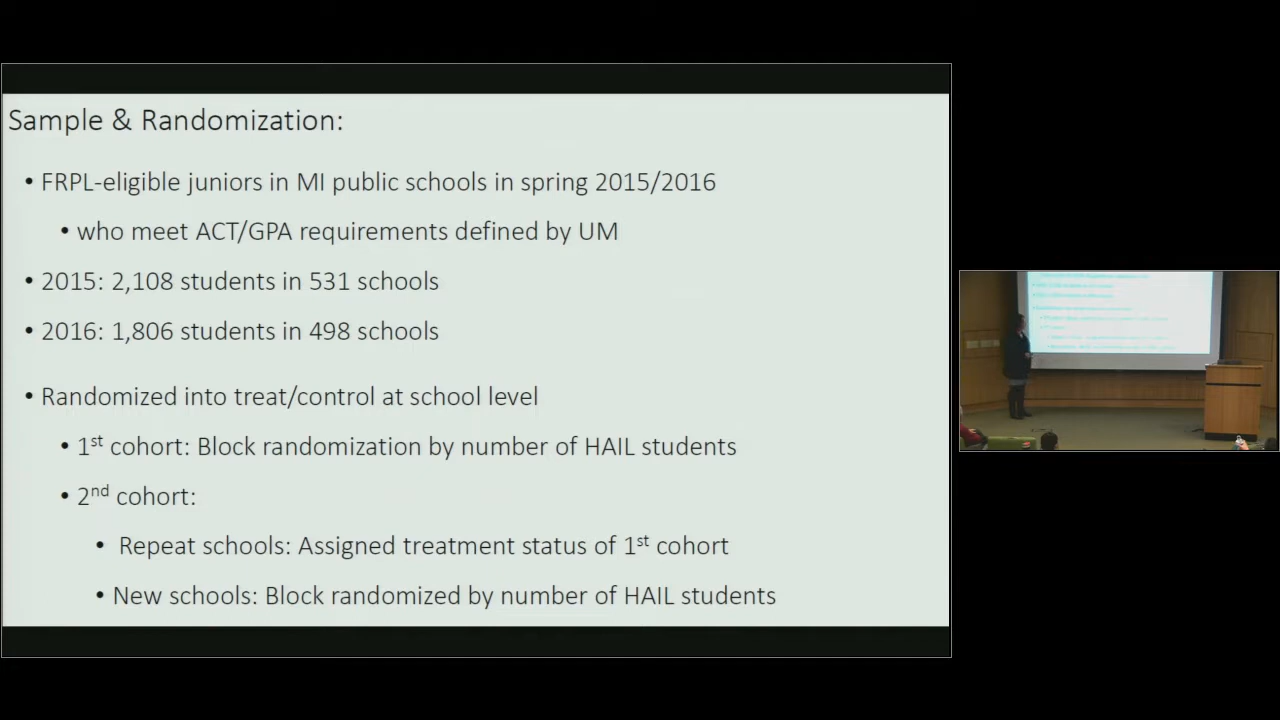 Sample & Randomization:
• FRPL-eligible juniors in MI public schools in spring 2015/2016
• who meet ACT/GPA requirements defined by UM
• 2015: 2,108 students in 531 schools
• 2016: 1,806 students in 498 schools
• Randomized into treat/control at school level
• 1st cohort: Block randomization by number of HAIL students
• 2nd cohort:
• Repeat schools: Assigned treatment status of 1st cohort
• New schools: Block randomized by number of HAIL students